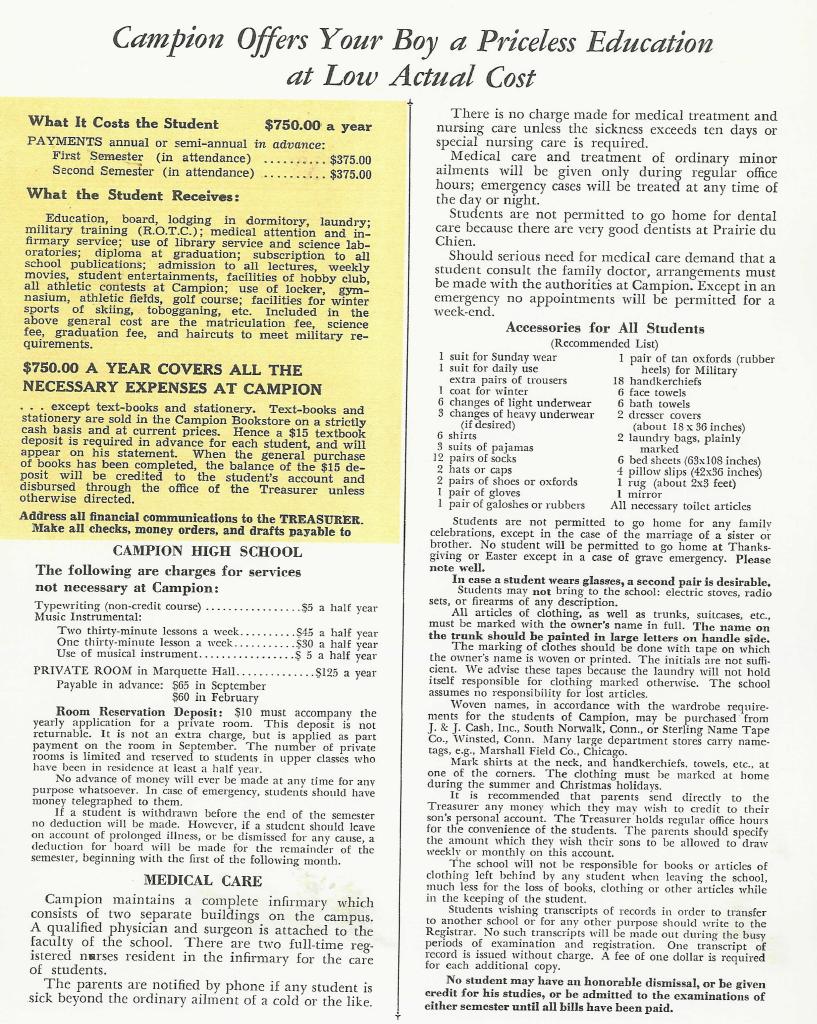 Campion Offers Your Boy a Priceless Education
at Low Actual Cost
What It Costs the Student $750.00 a year
PAYMENTS annual or semi-annual in advance:
First Semester (in attendance) .......... $375.00
Second Semester (in attendance) .......... $375.00
What the Student Receives:
Education, board, lodging in dormitory, laundry;
military training (R.O.T.C.); medical attention and in-
firmary service; use of library service and science lab-
oratories; diploma at graduation; subscription to all
school publications; admission to all lectures, weekly
movies, student entertainments, facilities of hobby club,
all athletic contests at Campion; use of locker, gym-
nasium, athletic fields, golf course; facilities for winter
sports of skiing, tobogganing, etc. Included in the
above general cost are the matriculation fee, science
fee, graduation fee, and haircuts to meet military re-
quirements.
$750.00 A YEAR COVERS ALL THE
NECESSARY EXPENSES AT CAMPION
. . . except text-books and stationery. Text-books and
stationery are sold in the Campion Bookstore on a strictly
cash basis and at current prices. Hence a $15 textbook
deposit is required in advance for each student, and will
appear on his statement. When the general purchase
of books has been completed, the balance of the $15 de-
posit will be credited to the student's account and
disbursed through the office of the Treasurer unless
otherwise directed.
Address all financial communications to the TREASURER.
Make all checks, money orders, and drafts payable to
CAMPION HIGH SCHOOL
The following are charges for services
not necessary at Campion:
Typewriting (non-credit course) ...............$5 a half year
Music Instrumental:
Two thirty-minute lessons a week..........$45 a half year
One thirty-minute lesson a week...........$30 a half year
Use of musical instrument.................$ 5 a half year
PRIVATE ROOM in Marquette Hall.............$125 a year
Payable in advance: $65 in September
$60 in February
Room Reservation Deposit: $10 must accompany the
yearly application for a private room. This deposit is not
returnable. It is not an extra charge, but is applied as part
payment on the room in September. The number of private
rooms is limited and reserved to students in upper classes who
have been in residence at least a half year.
No advance of money will ever be made at any time for any
purpose whatsoever. In case of emergency, students should have
money telegraphed to them.
If a student is withdrawn before the end of the semester
no deduction will be made. However, if a student should leave
on account of prolonged illness, or be dismissed for any cause, a
deduction for board will be made for the remainder of the
semester, beginning with the first of the following month.
MEDICAL CARE
Campion maintains a complete infirmary which
consists of two separate buildings on the campus.
A qualified physician and surgeon is attached to the
faculty of the school. There are two full-time reg-
istered nurses resident in the infirmary for the care
of students.
The parents are notified by phone if any student is
sick beyond the ordinary ailment of a cold or the like.
There is no charge made for medical treatment and
nursing care unless the sickness exceeds ten days or
special nursing care is required.
Medical care and treatment of ordinary minor
ailments will be given only during regular office
hours; emergency cases will be treated at any time of
the day or night.
Students are not permitted to go home for dental
care because there are very good dentists at Prairie du
Chien.
Should serious need for medical care demand that a
student consult the family doctor, arrangements must
be made with the authorities at Campion. Except in an
emergency no appointments will be permitted for a
week-end.
Accessories for All Students
(Recommended List)
1 suit for Sunday wear
1 suit for daily use
extra pairs of trousers
1 coat for winter
6 changes of light underwear
3 changes of heavy underwear
(if desired)
6 shirts
3 suits of pajamas
12 pairs of socks
2 hats or caps
2 pairs of shoes or oxfords
1 pair of gloves
1 pair of galoshes or rubbers
1 pair of tan oxfords (rubber
heels) for Military
18 handkerchiefs
6 face towels
6 bath towels
2 dresser covers
(about 18 x 36 inches)
2 laundry bags, plainly
marked
6 bed sheets (63x108 inches)
4 pillow slips (42x36 inches)
1 rug (about 2x3 feet)
1 mirror
All necessary toilet articles
Students are not permitted to go home for any family
celebrations, except in the case of the marriage of a sister or
brother. No student will be permitted to go home at Thanks-
giving or Easter except in a case of grave emergency. Please
note well.
In case a student wears glasses, a second pair is desirable.
Students may not bring to the school: electric stoves, radio
sets, or firearms of any description.
All articles of clothing, as well as trunks, suitcases, etc.,
must be marked with the owner's name in full. The name on
the trunk should be painted in large letters on handle side.
The marking of clothes should be done with tape on which
the owner's name is woven or printed. The initials are not suffi-
cient. We advise these tapes because the laundry will not hold
itself responsible for clothing marked otherwise. The school
assumes no responsibility for lost articles.
Woven names, in accordance with the wardrobe require-
ments for the students of Campion, may be purchased from
J. & J. Cash, Inc., South Norwalk, Conn., or Sterling Name Tape
Co., Winsted, Conn. Many large department stores carry name-
tags, e.g., Marshall Field Co., Chicago.
Mark shirts at the neck, and handkerchiefs, towels, etc., at
one of the corners. The clothing must be marked at home
during the summer and Christmas holidays.
It is recommended that parents send directly to the
Treasurer any money which they may wish to credit to their
son's personal account. The Treasurer holds regular office hours
for the convenience of the students. The parents should specify
the amount which they wish their sons to be allowed to draw
weekly or monthly on this account.
The school will not be responsible for books or articles of
clothing left behind by any student when leaving the school,
much less for the loss of books, clothing or other articles while
in the keeping of the student.
Students wishing transcripts of records in order to transfer
to another school or for any other purpose should write to the
Registrar. No such transcripts will be made out during the busy
periods of examination and registration. One transcript of
record is issued without charge. A fee of one dollar is required
for each additional copy.
No student may have an honorable dismissal, or be given
credit for his studies, or be admitted to the examinations of
either semester until all bills have been paid.